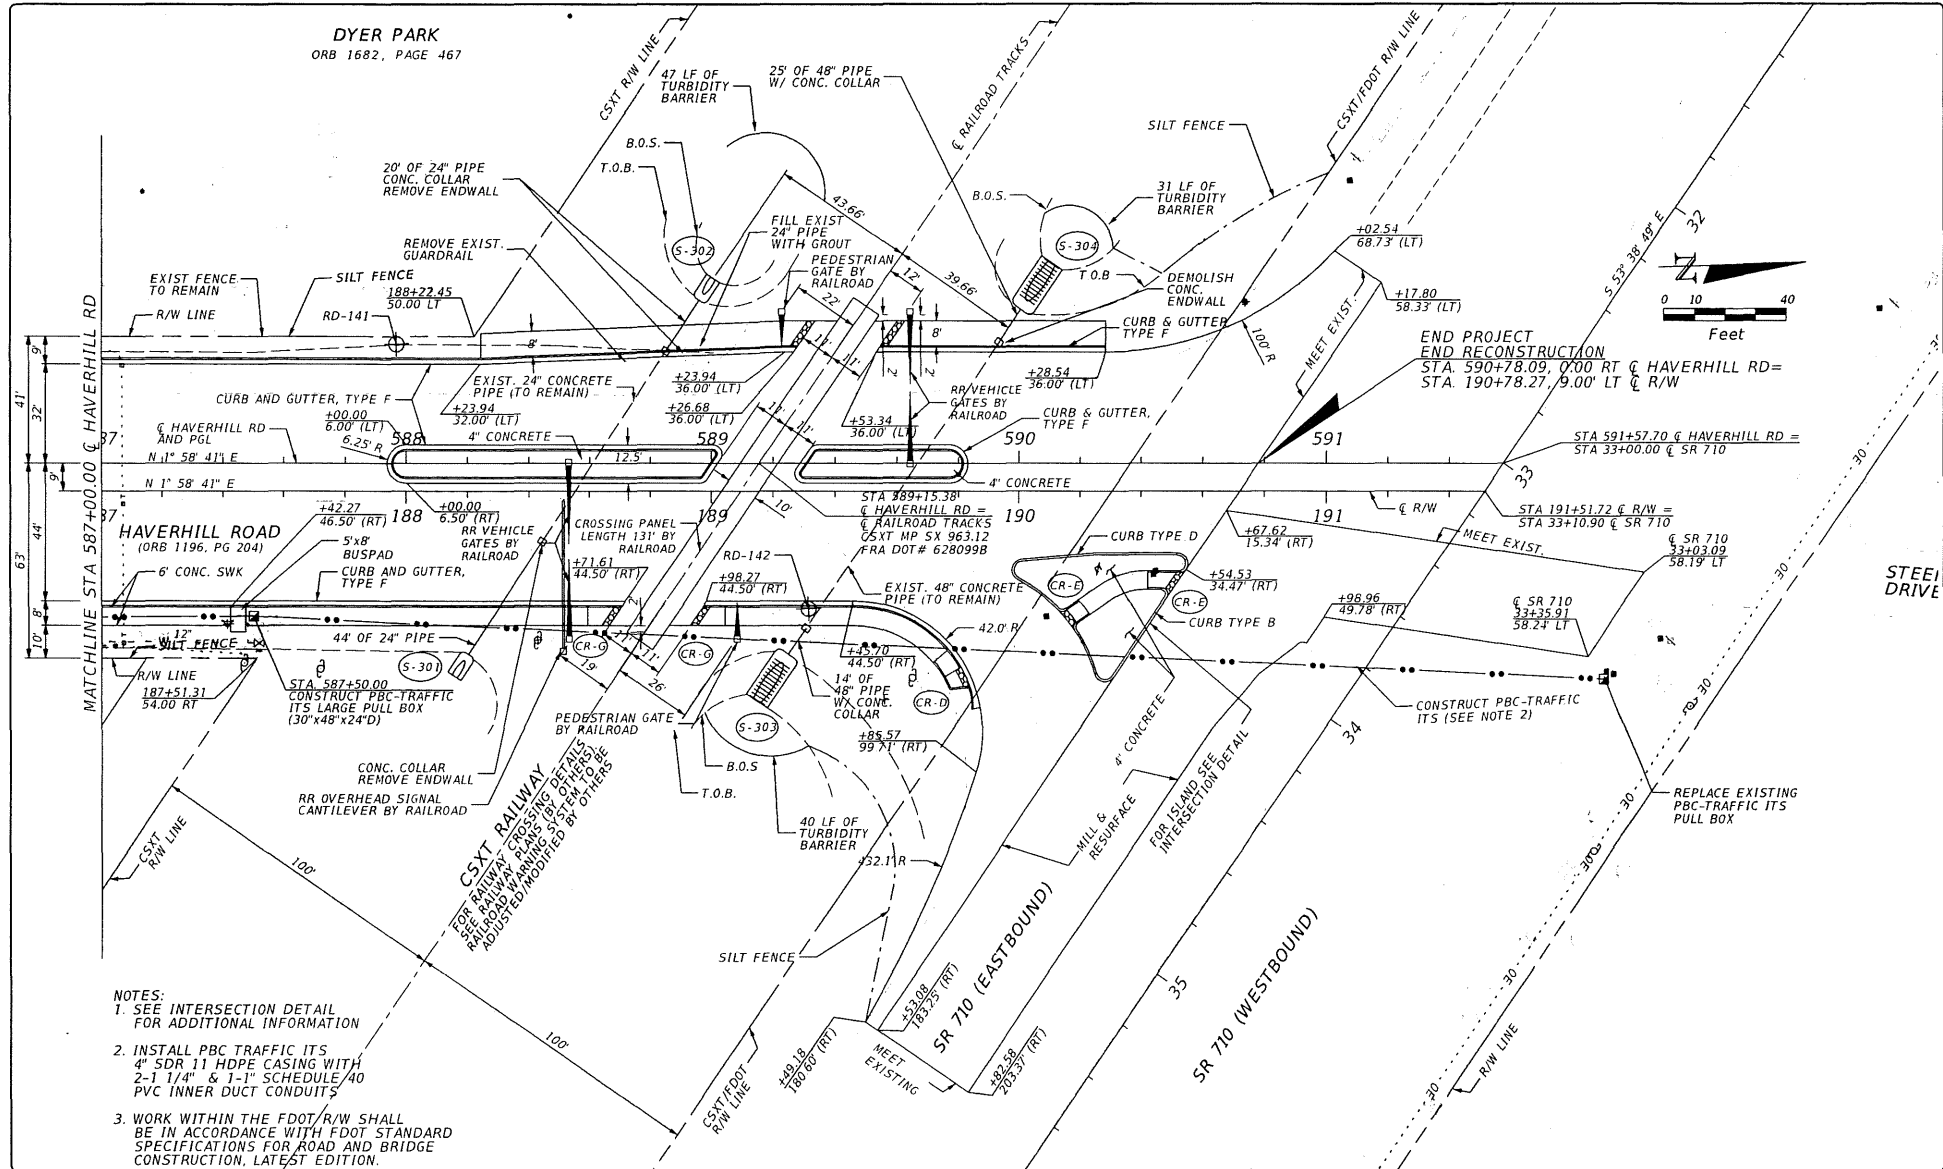 DYER PARK
ORB 1682, PAGE 467
CSXT R/W LINE
℄ RAILROAD TRACKS
CSXT/FDOT R/W LINE
47 LF OF
TURBIDITY
BARRIER
25' OF 48" PIPE
W/ CONC. COLLAR
SILT FENCE
B.O.S.
T.O.B.
20' OF 24" PIPE
CONC. COLLAR
REMOVE ENDWALL
43.66'
B.O.S.
31 LF OF
TURBIDITY
BARRIER
FILL EXIST
24" PIPE
WITH GROUT
S-302
S-304
REMOVE EXIST.
GUARDRAIL
PEDESTRIAN
GATE BY
RAILROAD
12'
39.66'
T.O.B
DEMOLISH
CONC.
ENDWALL
+02.54
68.73' (LT)
+17.80
58.33' (LT)
S 53° 38' 49" E
32
N
0 10 40
Feet
EXIST FENCE
TO REMAIN
SILT FENCE
188+22.45
50.00 LT
R/W LINE
RD-141
22'
8'
8'
11'
11'
2'
2'
CURB & GUTTER
TYPE F
100' R
MEET EXIST.
END PROJECT
END RECONSTRUCTION
STA. 590+78.09, 0.00 RT ℄ HAVERHILL RD=
STA. 190+78.27, 9.00' LT ℄ R/W
9'
41'
32'
MATCHLINE STA 587+00.00 ℄ HAVERHILL RD
EXIST. 24" CONCRETE
PIPE (TO REMAIN)
+23.94
36.00' (LT)
+28.54
36.00' (LT)
CURB AND GUTTER, TYPE F
+23.94
32.00' (LT)
+26.68
36.00' (LT)
RR VEHICLE
GATES BY
RAILROAD
+00.00
6.00' (LT)
11'
11'
+53.34
36.00' (LT)
CURB & GUTTER,
TYPE F
℄ HAVERHILL RD
AND PGL
6.25' R
588
4" CONCRETE
589
590
591
STA 591+57.70 ℄ HAVERHILL RD =
STA 33+00.00 ℄ SR 710
N 1° 58' 41" E
12.5'
9'
N 1° 58' 41" E
4" CONCRETE
33
188
189
190
191
℄ R/W
STA 191+51.72 ℄ R/W =
STA 33+10.90 ℄ SR 710
+42.27
46.50' (RT)
+00.00
6.50' (RT)
10'
STA 589+15.38'
℄ HAVERHILL RD =
℄ RAILROAD TRACKS
CSXT MP SX 963.12
FRA DOT# 628099B
HAVERHILL ROAD
(ORB 1196, PG 204)
63'
44'
5'x8'
BUSPAD
RR VEHICLE
GATES BY
RAILROAD
CROSSING PANEL
LENGTH 131' BY
RAILROAD
RD-142
+67.62
15.34' (RT)
MEET EXIST.
℄ SR 710
33+03.09
58.19' LT
CURB TYPE D
6' CONC. SWK
CURB AND GUTTER,
TYPE F
+71.61
44.50' (RT)
+98.27
44.50' (RT)
EXIST. 48" CONCRETE
PIPE (TO REMAIN)
CR-E
+54.53
34.47' (RT)
CR-E
STEEL
DRIVE
8'
10'
2'
+98.96
49.78' (RT)
℄ SR 710
33+35.91
58.24' LT
CURB TYPE B
12"
SILT FENCE
44' OF 24" PIPE
CR-G
11'
11'
CR-G
+45.70
44.50' (RT)
42.0' R
R/W LINE
187+51.31
54.00 RT
S-301
19'
26'
14' OF
48" PIPE
W/ CONC.
COLLAR
CR-D
STA. 587+50.00
CONSTRUCT PBC-TRAFFIC
ITS LARGE PULL BOX
(30"x48"x24"D)
CONSTRUCT PBC-TRAFFIC
ITS (SEE NOTE 2)
PEDESTRIAN GATE
BY RAILROAD
S-303
+85.57
99.71' (RT)
34
4" CONCRETE
CONC. COLLAR
REMOVE ENDWALL
B.O.S
T.O.B.
RR OVERHEAD SIGNAL
CANTILEVER BY RAILROAD
CSXT RAILWAY
FOR RAILWAY CROSSING DETAILS
SEE RAILWAY PLANS (BY OTHERS).
RAILROAD WARNING SYSTEM TO BE
ADJUSTED/MODIFIED BY OTHERS
40 LF OF
TURBIDITY
BARRIER
MILL &
RESURFACE
FOR ISLAND SEE
INTERSECTION DETAIL
REPLACE EXISTING
PBC-TRAFFIC ITS
PULL BOX
CSXT
R/W LINE
100'
432.1' R
SILT FENCE
SR 710 (EASTBOUND)
SR 710 (WESTBOUND)
35
100'
+53.08
183.25' (RT)
+49.18
180.60' (RT)
MEET
EXISTING
+82.58
203.37' (RT)
CSXT/FDOT
R/W LINE
R/W LINE
NOTES:
1. SEE INTERSECTION DETAIL
FOR ADDITIONAL INFORMATION
2. INSTALL PBC TRAFFIC ITS
4" SDR 11 HDPE CASING WITH
2-1 1/4" & 1-1" SCHEDULE 40
PVC INNER DUCT CONDUITS
3. WORK WITHIN THE FDOT R/W SHALL
BE IN ACCORDANCE WITH FDOT STANDARD
SPECIFICATIONS FOR ROAD AND BRIDGE
CONSTRUCTION, LATEST EDITION.